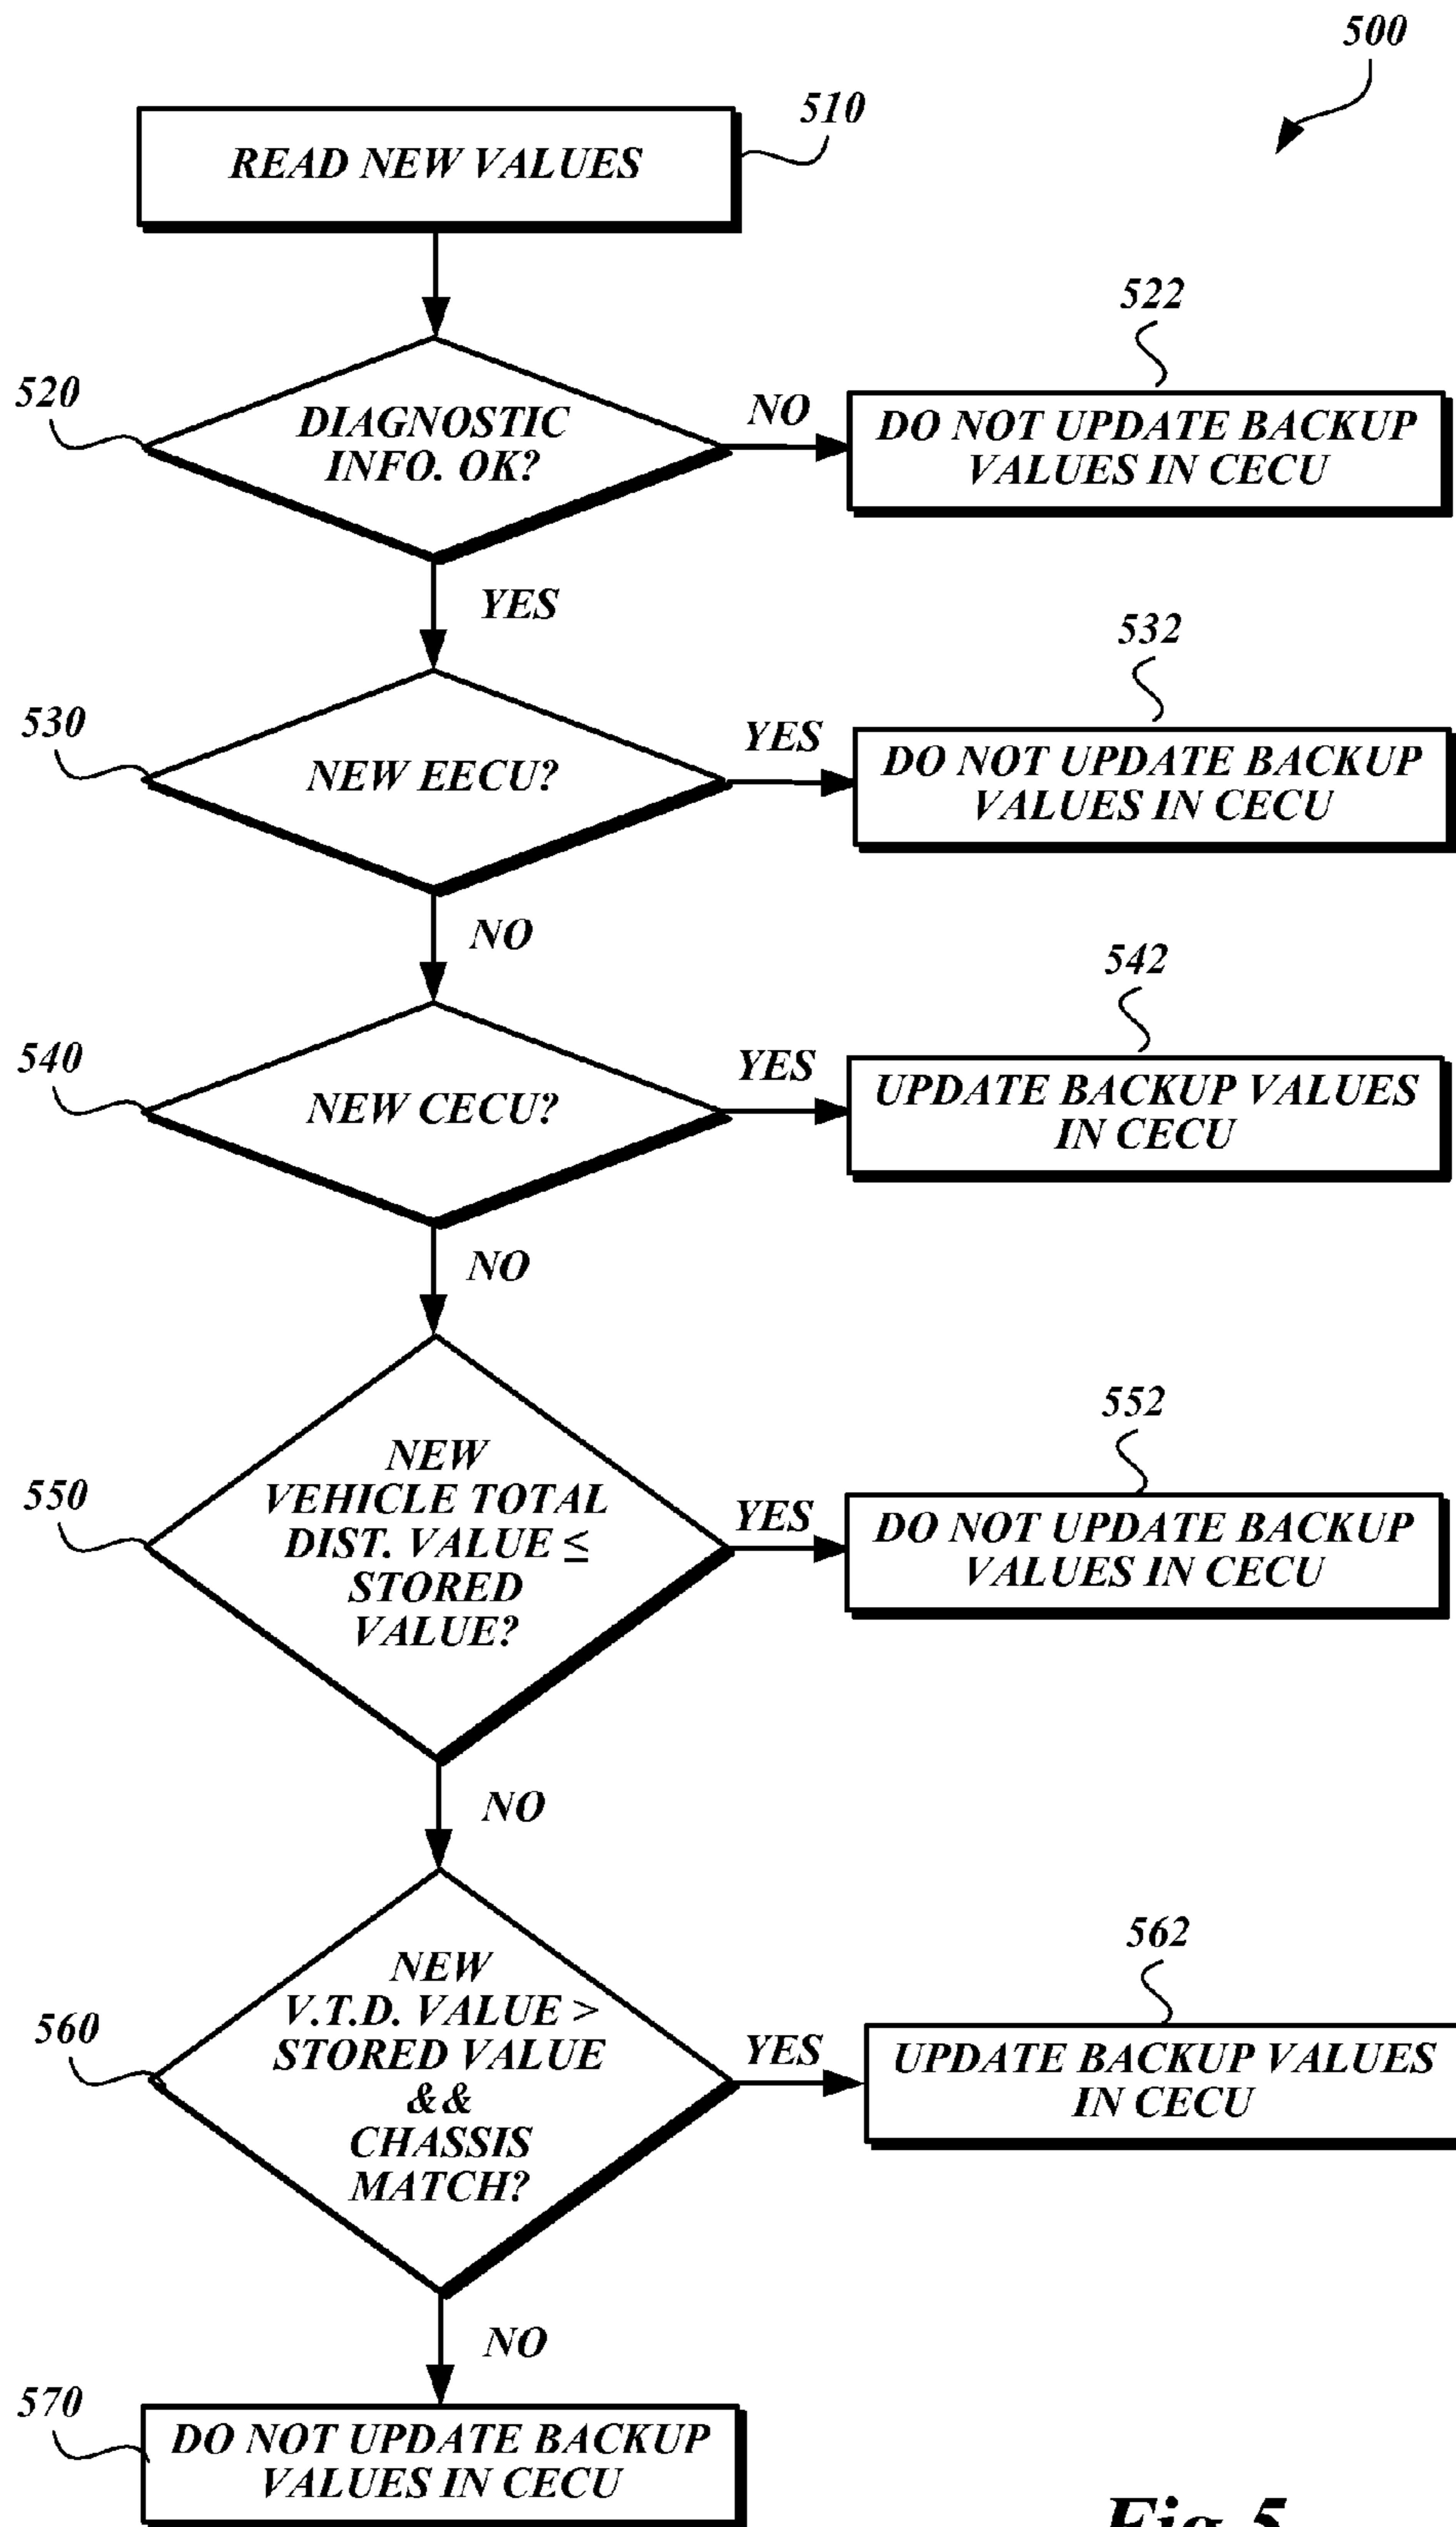 500
510
READ NEW VALUES
522
520
DIAGNOSTIC
INFO. OK?
NO
DO NOT UPDATE BACKUP
VALUES IN CECU
YES
532
530
NEW EECU?
YES
DO NOT UPDATE BACKUP
VALUES IN CECU
NO
542
540
NEW CECU?
YES
UPDATE BACKUP VALUES
IN CECU
NO
552
550
NEW
VEHICLE TOTAL
DIST. VALUE ≤
STORED
VALUE?
YES
DO NOT UPDATE BACKUP
VALUES IN CECU
NO
562
560
NEW
V.T.D. VALUE >
STORED VALUE
&&
CHASSIS
MATCH?
YES
UPDATE BACKUP VALUES
IN CECU
NO
570
DO NOT UPDATE BACKUP
VALUES IN CECU
Fig.5.